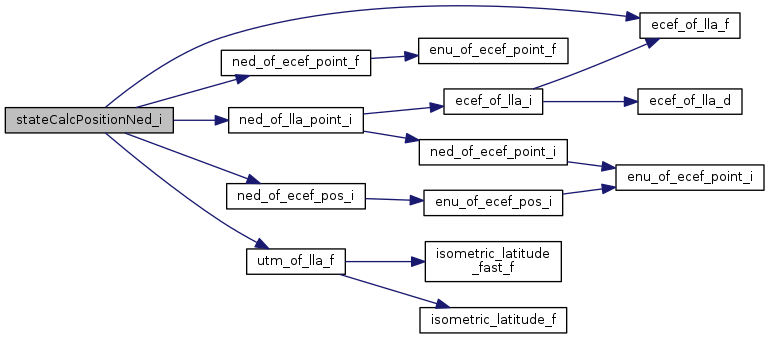 stateCalcPositionNed_i
ned_of_ecef_point_f
enu_of_ecef_point_f
ecef_of_lla_f
ned_of_lla_point_i
ecef_of_lla_i
ecef_of_lla_d
ned_of_ecef_point_i
enu_of_ecef_point_i
ned_of_ecef_pos_i
enu_of_ecef_pos_i
utm_of_lla_f
isometric_latitude
_fast_f
isometric_latitude_f